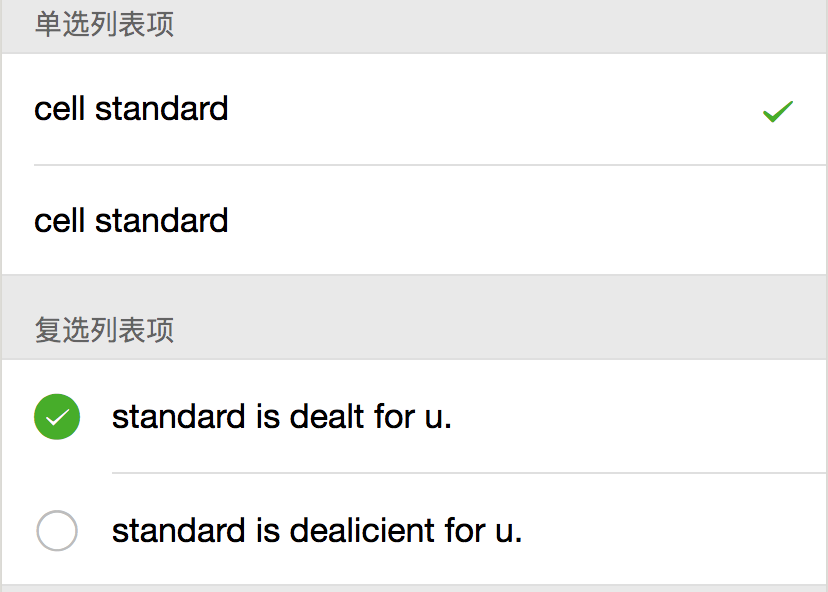 单选列表项
cell standard
cell standard
复选列表项
standard is dealt for u.
standard is dealicient for u.